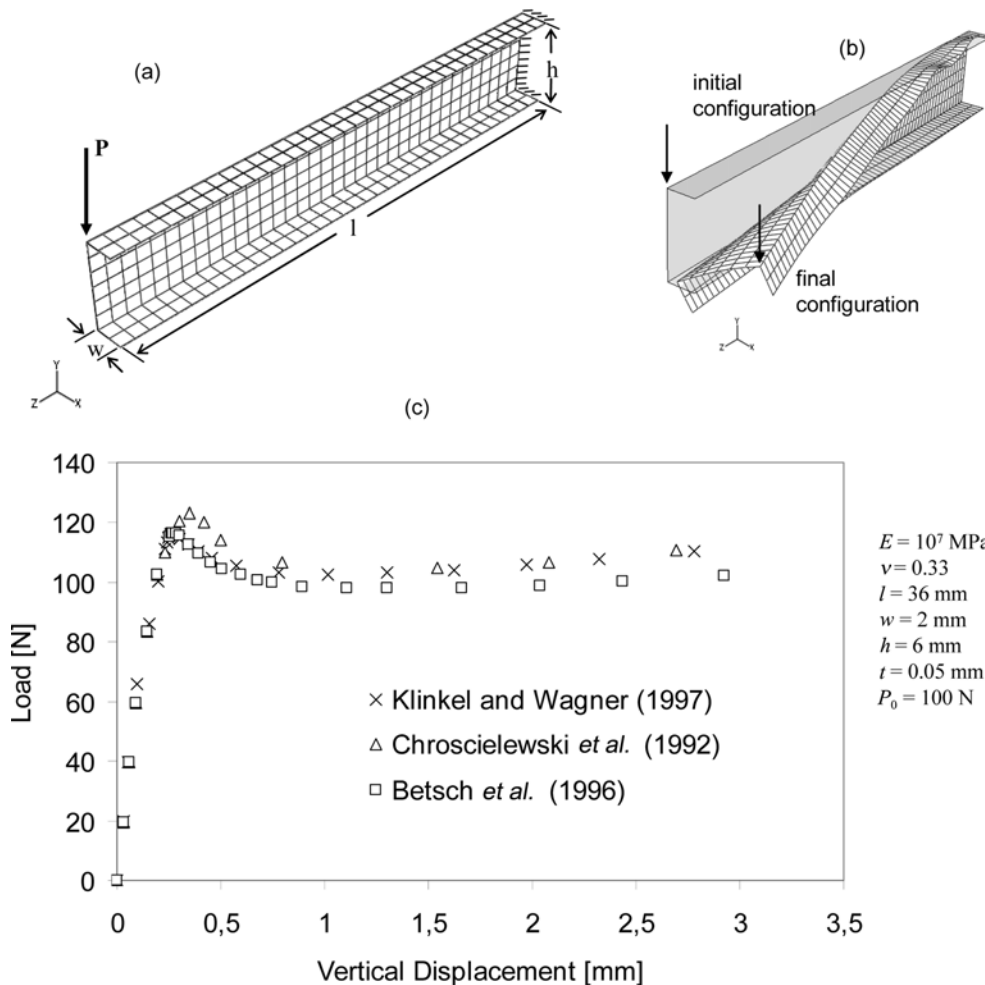 (a)
P
h
l
w
Y
Z X
(b)
initial
configuration
final
configuration
Y
Z X
(c)
Load [N]
140
120
100
80
60
40
20
0
0 0,5 1 1,5 2 2,5 3 3,5
Vertical Displacement [mm]
× Klinkel and Wagner (1997)
△ Chroscielewski et al. (1992)
□ Betsch et al. (1996)
E = 10⁷ MPa
ν = 0.33
l = 36 mm
w = 2 mm
h = 6 mm
t = 0.05 mm
P₀ = 100 N